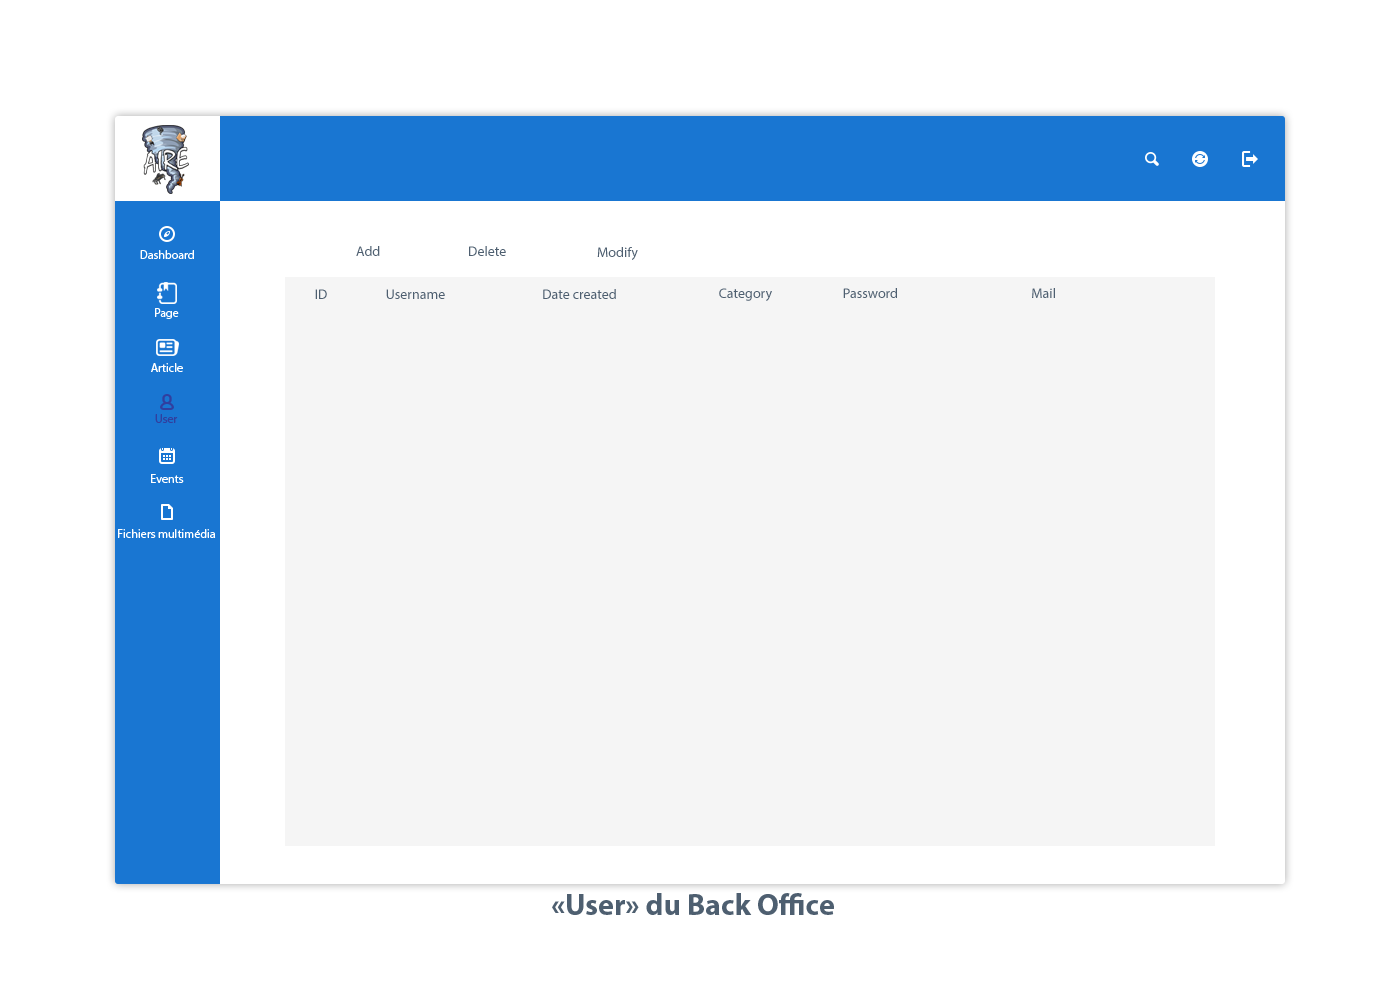 AIRE
Dashboard
Page
Article
User
Events
Fichiers multimédia
Add Delete Modify
ID Username Date created Category Password Mail
«User» du Back Office